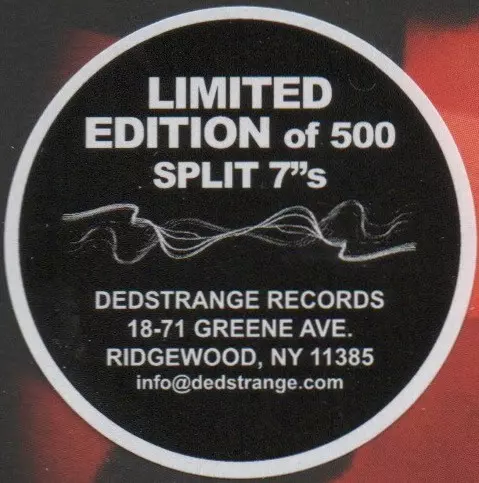 LIMITED
EDITION of 500
SPLIT 7”s
DEDSTRANGE RECORDS
18-71 GREENE AVE.
RIDGEWOOD, NY 11385
info@dedstrange.com